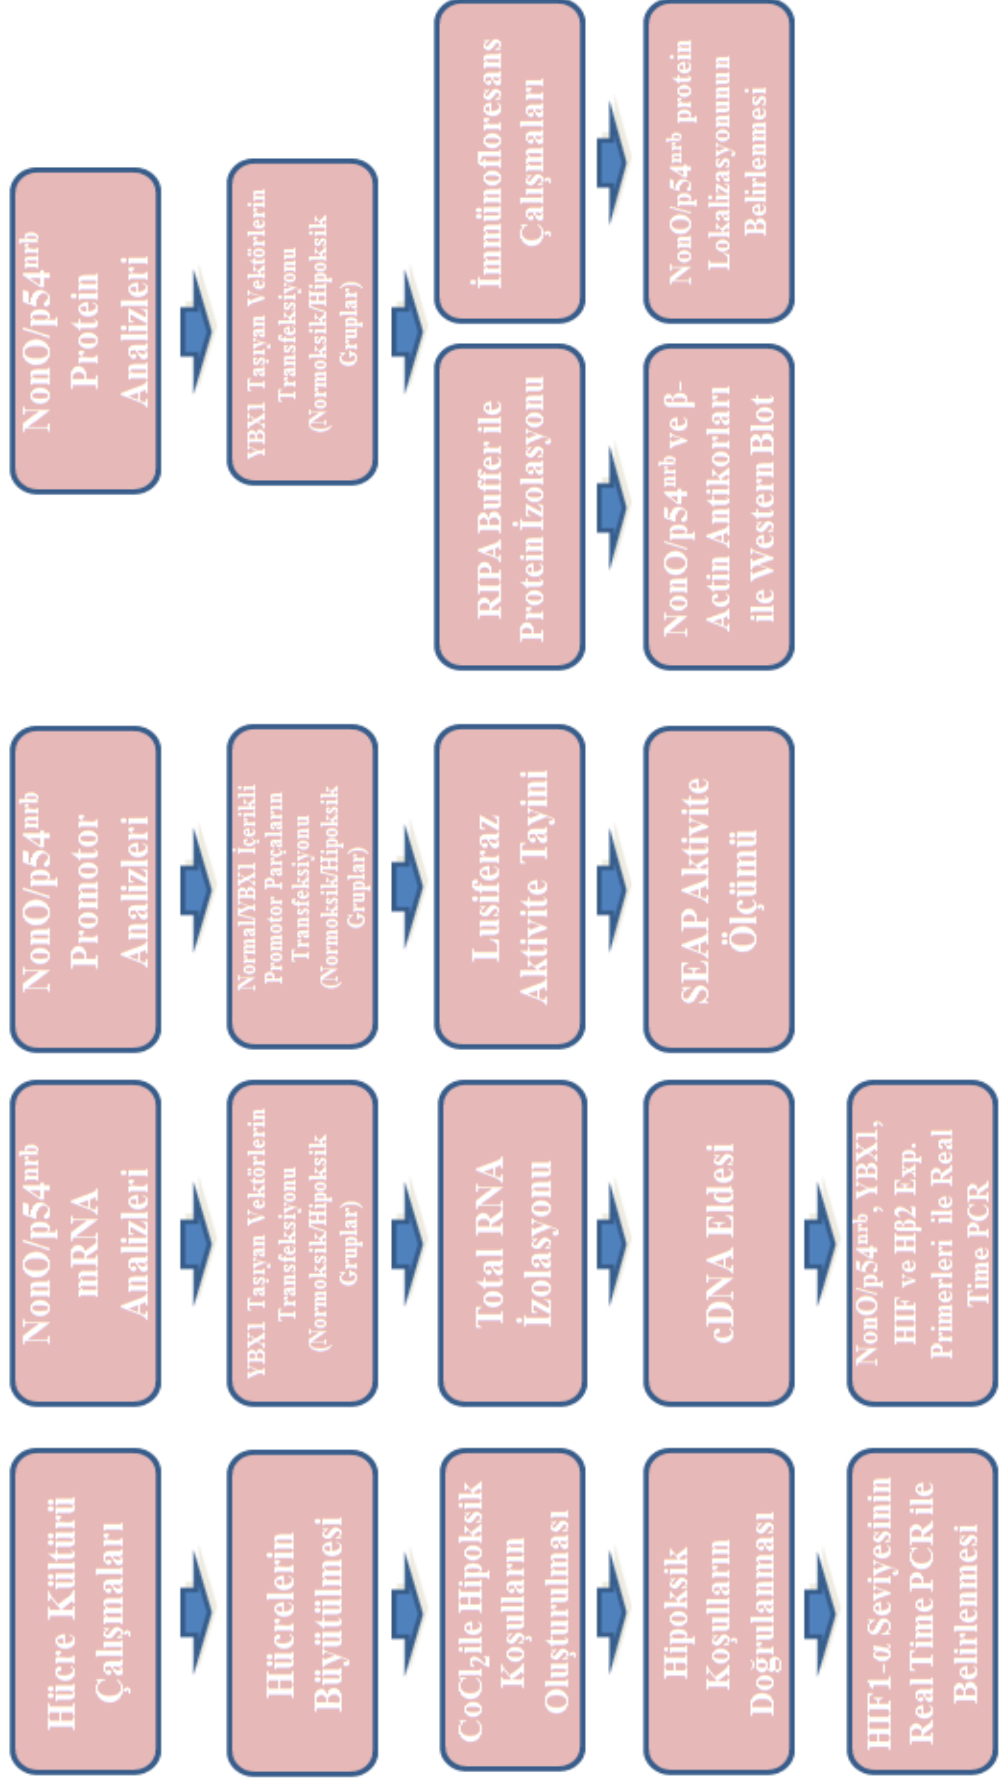 Hücre Kültürü
Çalışmaları
Hücrelerin
Büyütülmesi
CoCl₂ile Hipoksik
Koşulların
Oluşturulması
Hipoksik
Koşulların
Doğrulanması
HIF1-α Seviyesinin
Real Time PCR ile
Belirlenmesi
NonO/p54ⁿʳᵇ
mRNA
Analizleri
YBX1 Taşıyan Vektörlerin
Transfeksiyonu
(Normoksik/Hipoksik
Gruplar)
Total RNA
İzolasyonu
cDNA Eldesi
NonO/p54ⁿʳᵇ, YBX1,
HIF ve Hβ2 Exp.
Primerleri ile Real
Time PCR
NonO/p54ⁿʳᵇ
Promotor
Analizleri
Normal/YBX1 İçerikli
Promotor Parçaların
Transfeksiyonu
(Normoksik/Hipoksik
Gruplar)
Lusiferaz
Aktivite Tayini
SEAP Aktivite
Ölçümü
NonO/p54ⁿʳᵇ
Protein
Analizleri
YBX1 Taşıyan Vektörlerin
Transfeksiyonu
(Normoksik/Hipoksik
Gruplar)
RIPA Buffer ile
Protein İzolasyonu
NonO/p54ⁿʳᵇ ve β-
Actin Antikorları
ile Western Blot
İmmünofloresans
Çalışmaları
NonO/p54ⁿʳᵇ protein
Lokalizasyonunun
Belirlenmesi